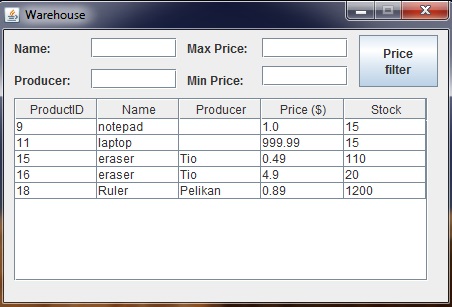 Warehouse
Name: Max Price: Price filter
Producer: Min Price:
ProductID Name Producer Price ($) Stock
9 notepad 1.0 15
11 laptop 999.99 15
15 eraser Tio 0.49 110
16 eraser Tio 4.9 20
18 Ruler Pelikan 0.89 1200